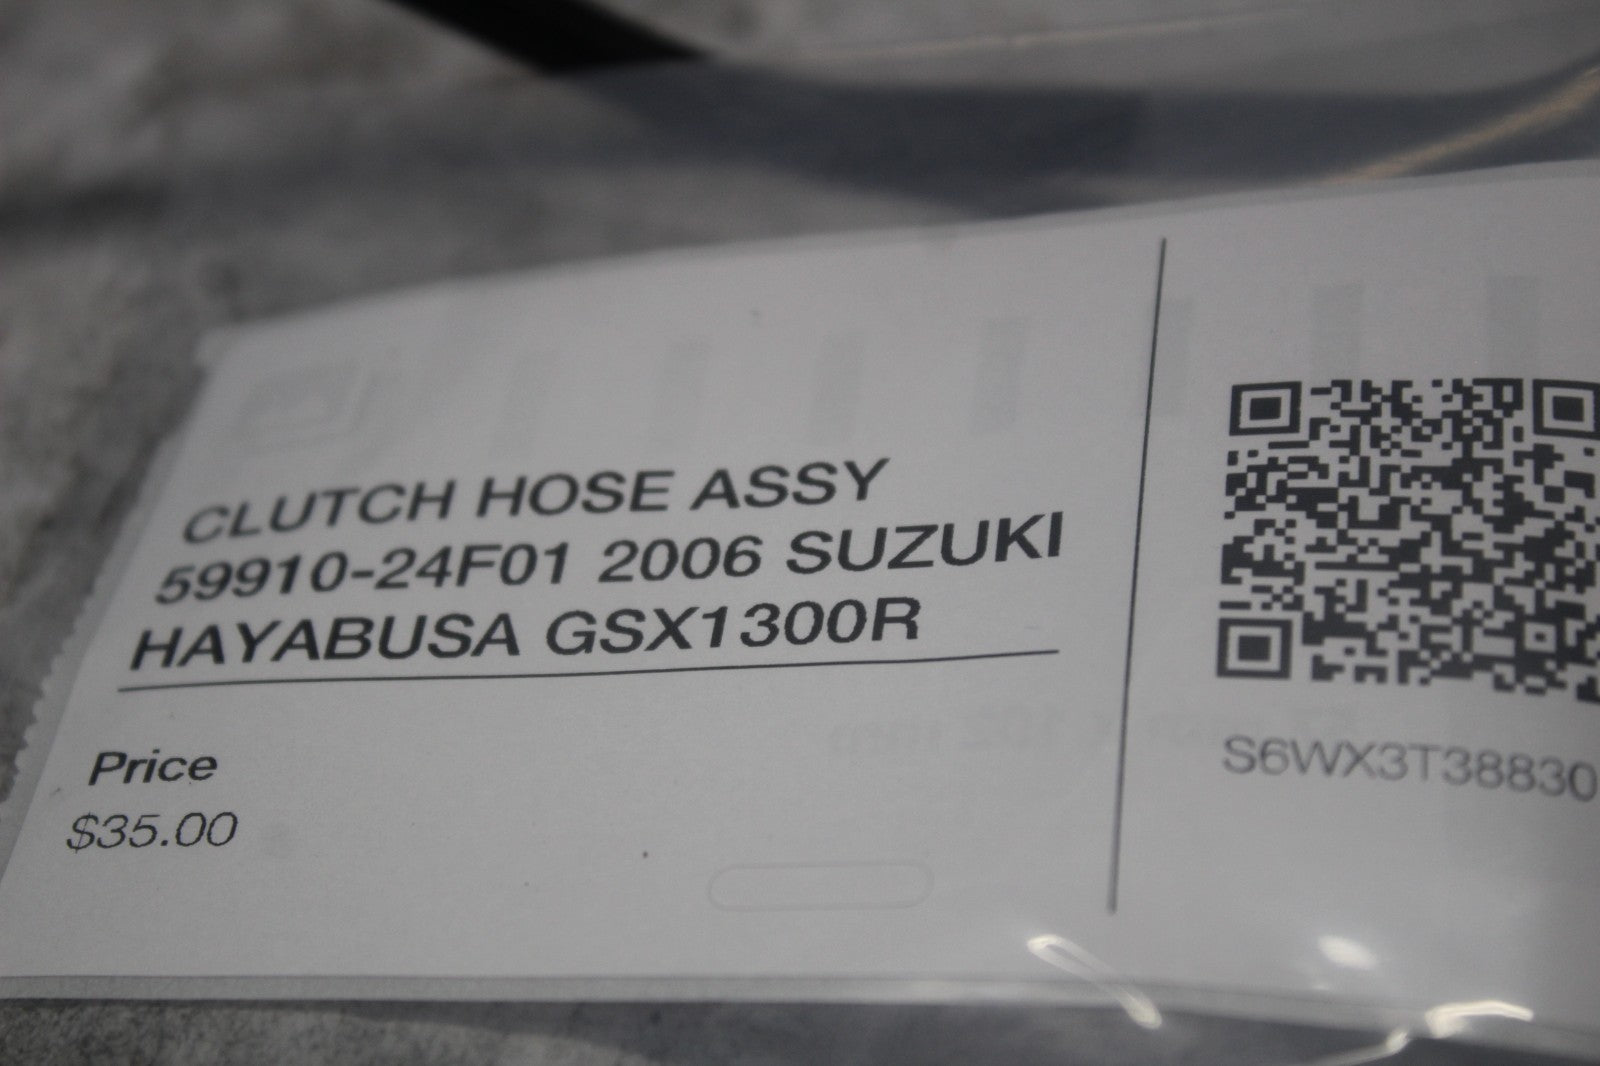 CLUTCH HOSE ASSY
59910-24F01 2006 SUZUKI
HAYABUSA GSX1300R
Price
$35.00
S6WX3T38830